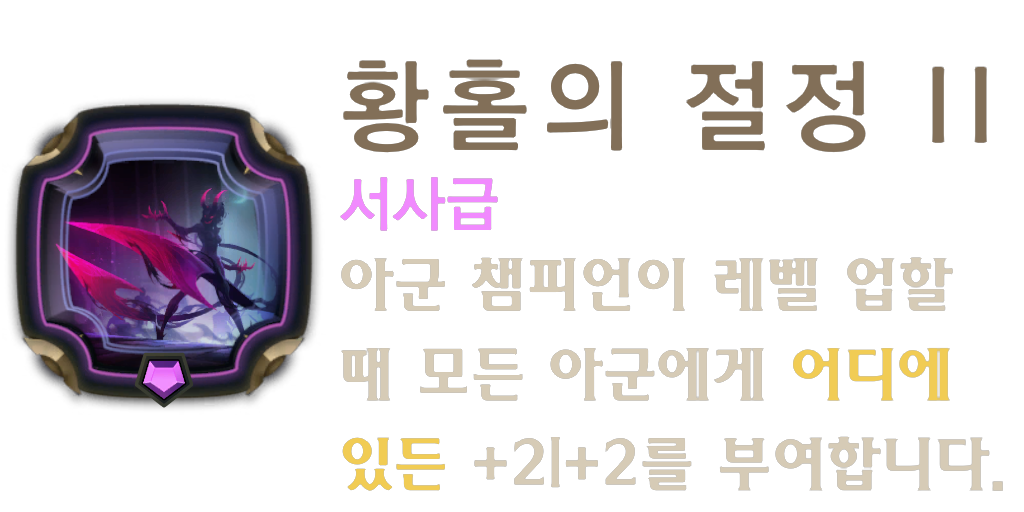 황홀의 절정 II
서사급
아군 챔피언이 레벨 업할
때 모든 아군에게 어디에
있든 +2|+2를 부여합니다.